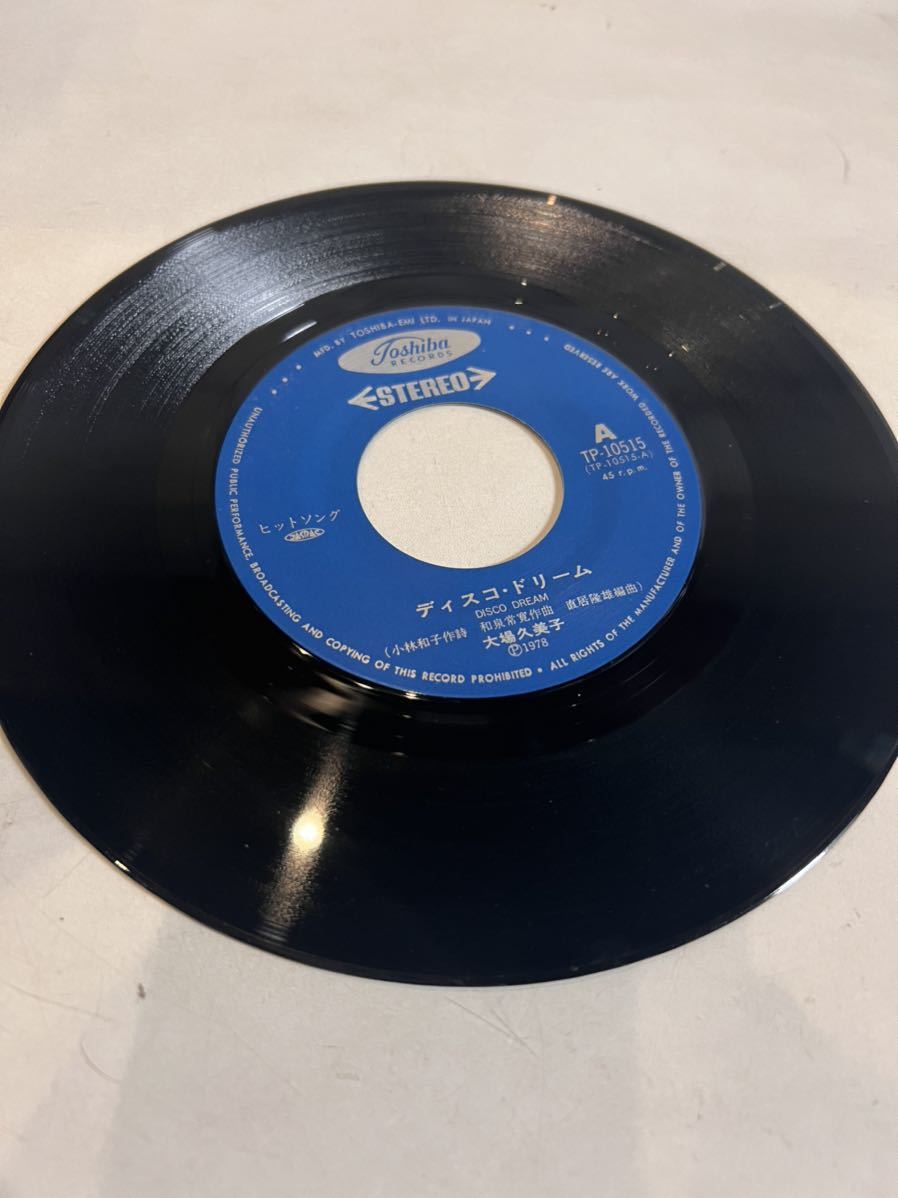 MFD. BY TOSHIBA-EMI LTD. IN JAPAN
Toshiba
RECORDS
STEREO
A
TP-10515
(TP-10515-A)
45 r.p.m.
ヒットソング
JASRAC
ディスコ・ドリーム
DISCO DREAM
(小林和子作詩 和泉常寛作曲 直居隆雄編曲)
大場久美子
Ⓟ1978
UNAUTHORIZED PUBLIC PERFORMANCE, BROADCASTING AND COPYING OF THIS RECORD PROHIBITED • ALL RIGHTS OF THE MANUFACTURER AND OF THE OWNER OF THE RECORDED WORK ARE RESERVED